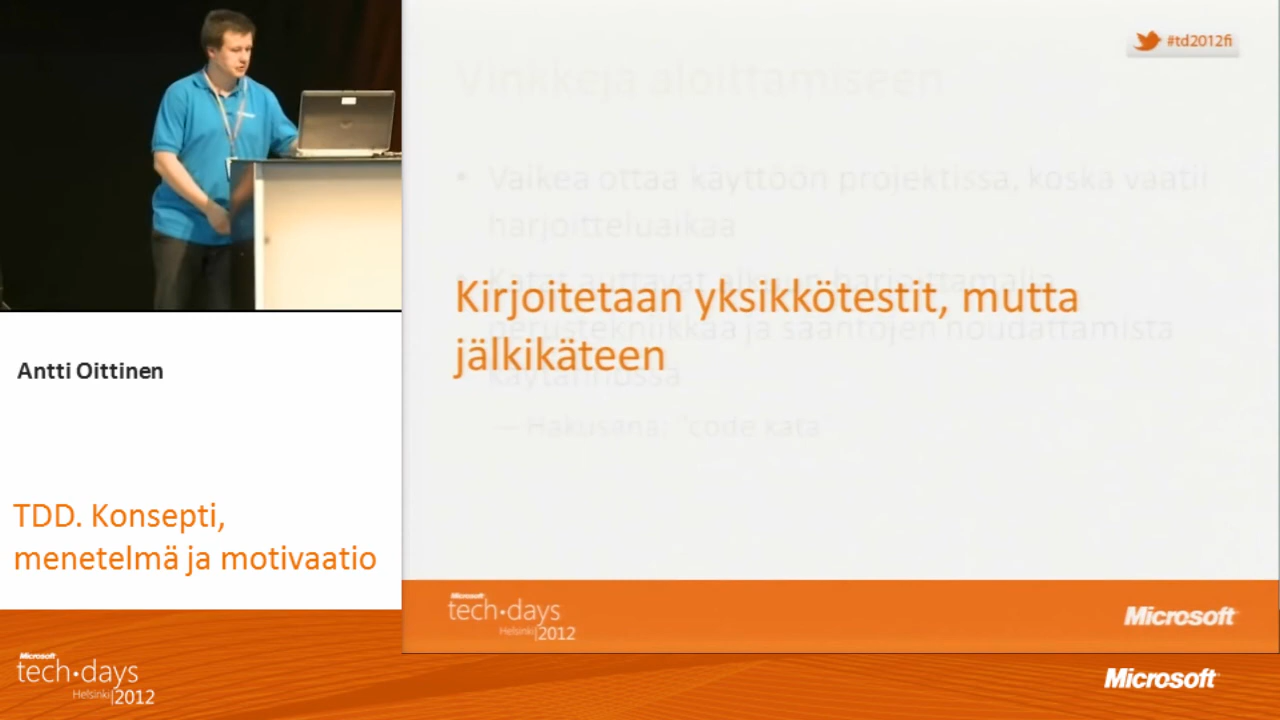 #td2012fi
Vinkkejä aloittamiseen
• Vaikea ottaa käyttöön projektissa, koska vaatii
harjoitteluaikaa
• Katat auttavat alkuun harjoittamalla
perustekniikkaa ja sääntöjen noudattamista
käytännössä
– Hakusana: "code kata"
Kirjoitetaan yksikkötestit, mutta
jälkikäteen
Antti Oittinen
TDD. Konsepti,
menetelmä ja motivaatio
Microsoft
tech·days
Helsinki|2012
Microsoft
Microsoft
tech·days
Helsinki|2012
Microsoft